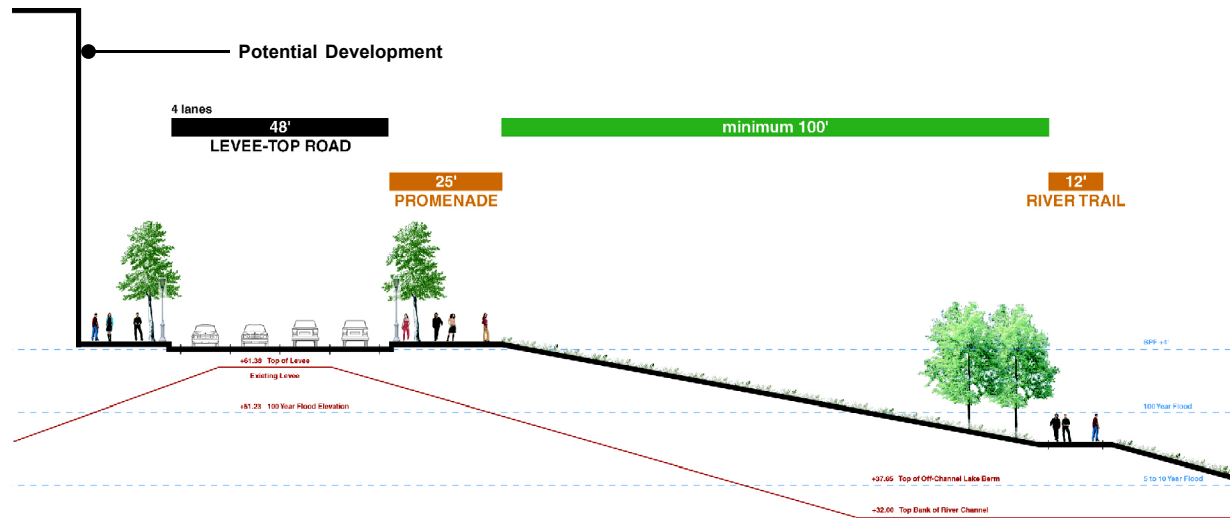 Potential Development
4 lanes
48'
LEVEE-TOP ROAD
minimum 100'
25'
PROMENADE
12'
RIVER TRAIL
+61.38 Top of Levee
SPF +4'
Existing Levee
+51.23 100 Year Flood Elevation
100 Year Flood
+37.65 Top of Off-Channel Lake Berm
5 to 10 Year Flood
+32.00 Top Bank of River Channel